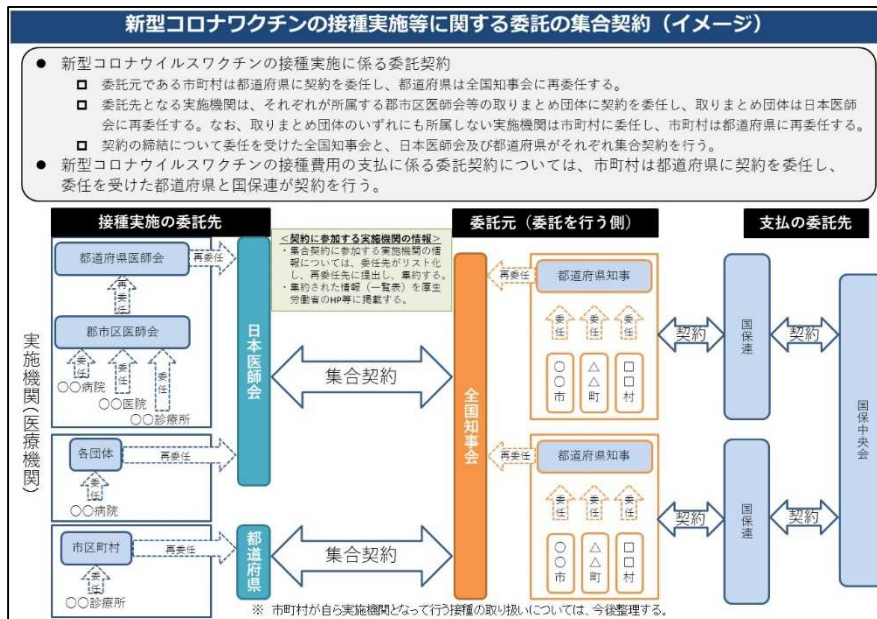 新型コロナワクチンの接種実施等に関する委託の集合契約（イメージ）
● 新型コロナウイルスワクチンの接種実施に係る委託契約
□ 委託元である市町村は都道府県に契約を委任し、都道府県は全国知事会に再委任する。
□ 委託先となる実施機関は、それぞれが所属する郡市区医師会等の取りまとめ団体に契約を委任し、取りまとめ団体は日本医師
会に再委任する。なお、取りまとめ団体のいずれにも所属しない実施機関は市町村に委任し、市町村は都道府県に再委任する。
□ 契約の締結について委任を受けた全国知事会と、日本医師会及び都道府県がそれぞれ集合契約を行う。
● 新型コロナウイルスワクチンの接種費用の支払に係る委託契約については、市町村は都道府県に契約を委任し、
委任を受けた都道府県と国保連が契約を行う。
接種実施の委託先
委託元（委託を行う側）
支払の委託先
＜契約に参加する実施機関の情報＞
・集合契約に参加する実施機関の情
報については、委任先がリスト化
し、再委任先に提出し、集約する。
・集約された情報（一覧表）を厚生
労働省のHP等に掲載する。
実施機関(医療機関)
都道府県医師会
再委任
再委任
郡市区医師会
委任
委任
委任
〇〇病院
〇〇医院
〇〇診療所
各団体
再委任
委任
〇〇病院
市区町村
再委任
委任
〇〇診療所
日本医師会
都道府県
集合契約
集合契約
全国知事会
再委任
都道府県知事
委任
委任
委任
〇〇市
△△町
□□村
再委任
都道府県知事
委任
委任
委任
〇〇市
△△町
□□村
契約
国保連
契約
契約
国保連
契約
国保中央会
※ 市町村が自ら実施機関となって行う接種の取り扱いについては、今後整理する。